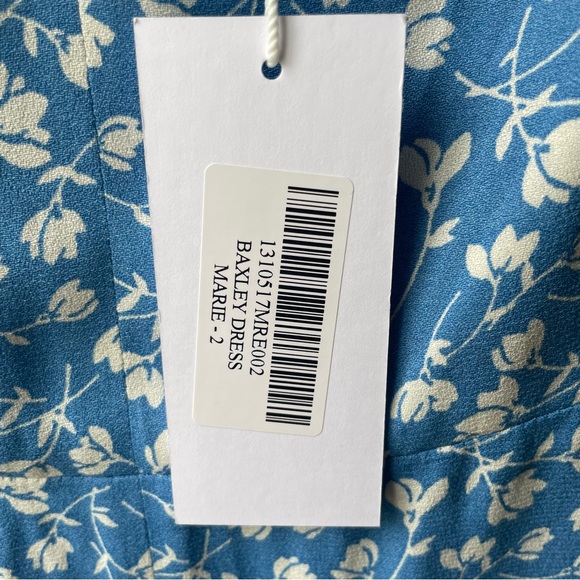 1310517MRE002
BAXLEY DRESS
MARIE - 2